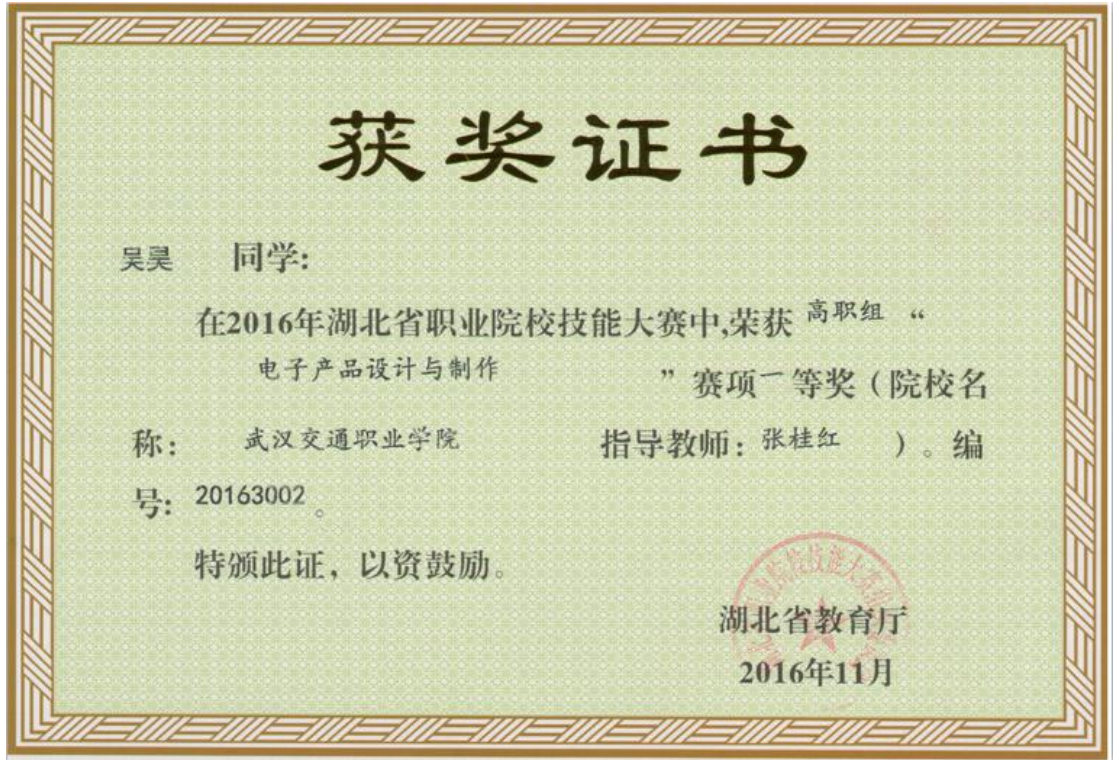 获奖证书
吴昊 同学:
在2016年湖北省职业院校技能大赛中,荣获 高职组 “
电子产品设计与制作 ” 赛项一等奖（院校名
称： 武汉交通职业学院 指导教师：张桂红 ）。编
号: 20163002 。
特颁此证，以资鼓励。
湖北省教育厅
2016年11月